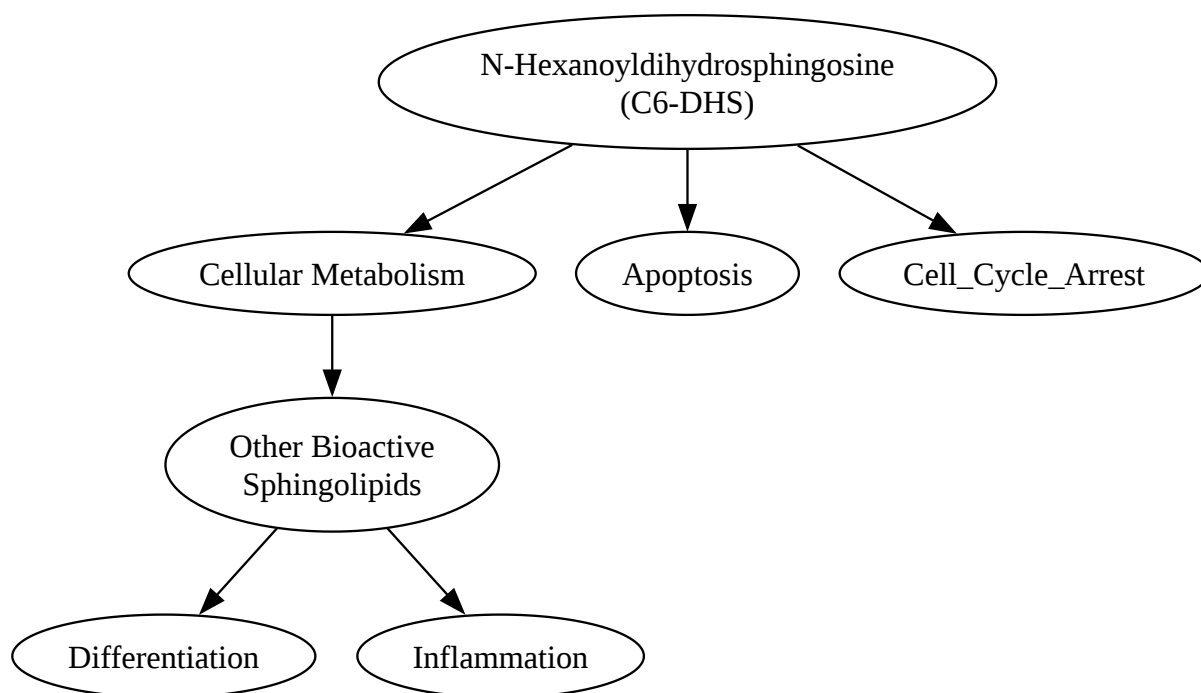 N-Hexanoyldihydrosphingosine
(C6-DHS)
Cellular Metabolism
Apoptosis
Cell_Cycle_Arrest
Other Bioactive
Sphingolipids
Differentiation
Inflammation